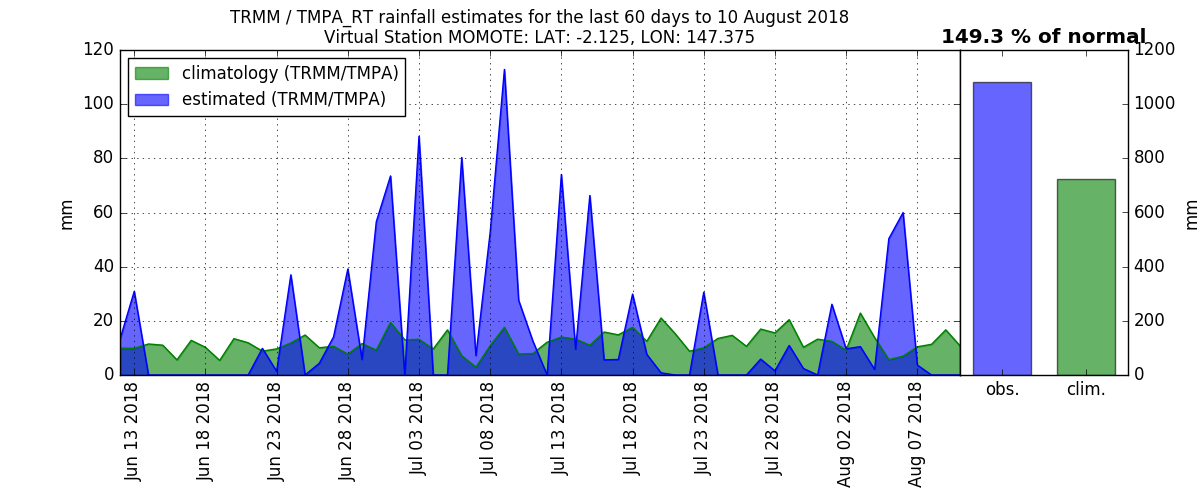 TRMM / TMPA_RT rainfall estimates for the last 60 days to 10 August 2018
Virtual Station MOMOTE: LAT: -2.125, LON: 147.375
149.3 % of normal
climatology (TRMM/TMPA)
estimated (TRMM/TMPA)
120
100
80
60
40
20
0
mm
1200
1000
800
600
400
200
0
mm
Jun 13 2018
Jun 18 2018
Jun 23 2018
Jun 28 2018
Jul 03 2018
Jul 08 2018
Jul 13 2018
Jul 18 2018
Jul 23 2018
Jul 28 2018
Aug 02 2018
Aug 07 2018
obs.
clim.